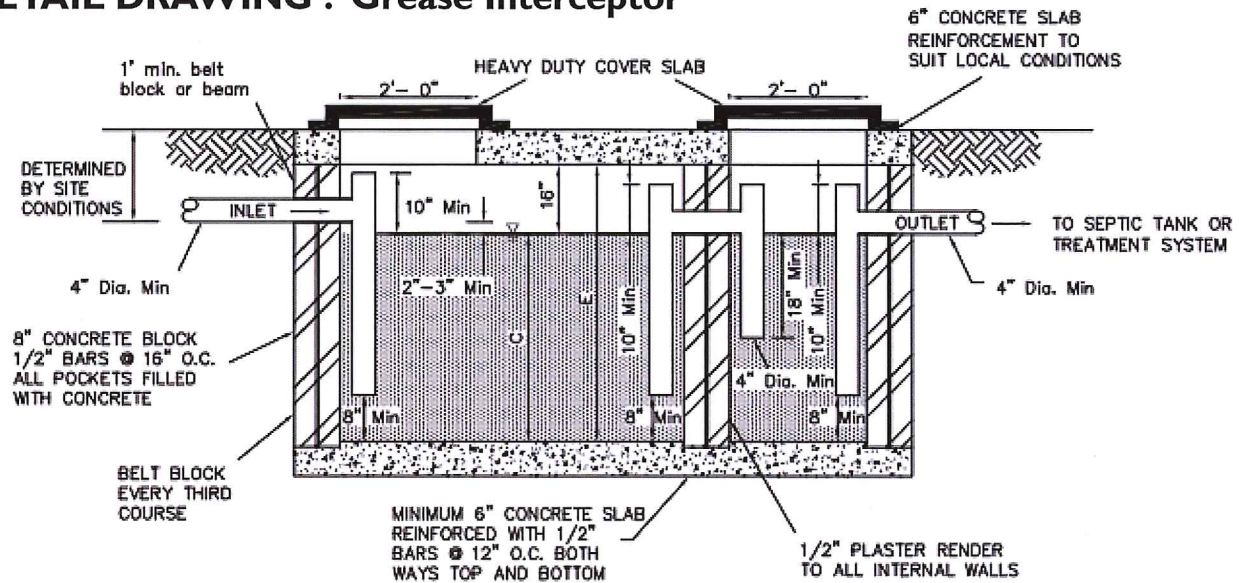 ETAIL DRAWING : Grease Interceptor
6" CONCRETE SLAB
REINFORCEMENT TO
SUIT LOCAL CONDITIONS
1' min. belt
block or beam
HEAVY DUTY COVER SLAB
2'- 0"
2'- 0"
DETERMINED
BY SITE
CONDITIONS
INLET
10" Min
16"
OUTLET
TO SEPTIC TANK OR
TREATMENT SYSTEM
4" Dia. Min
2"-3" Min
C
E
10" Min
18" Min
10" Min
4" Dia. Min
4" Dia. Min
8" CONCRETE BLOCK
1/2" BARS @ 16" O.C.
ALL POCKETS FILLED
WITH CONCRETE
8" Min
8" Min
8" Min
BELT BLOCK
EVERY THIRD
COURSE
MINIMUM 6" CONCRETE SLAB
REINFORCED WITH 1/2"
BARS @ 12" O.C. BOTH
WAYS TOP AND BOTTOM
1/2" PLASTER RENDER
TO ALL INTERNAL WALLS